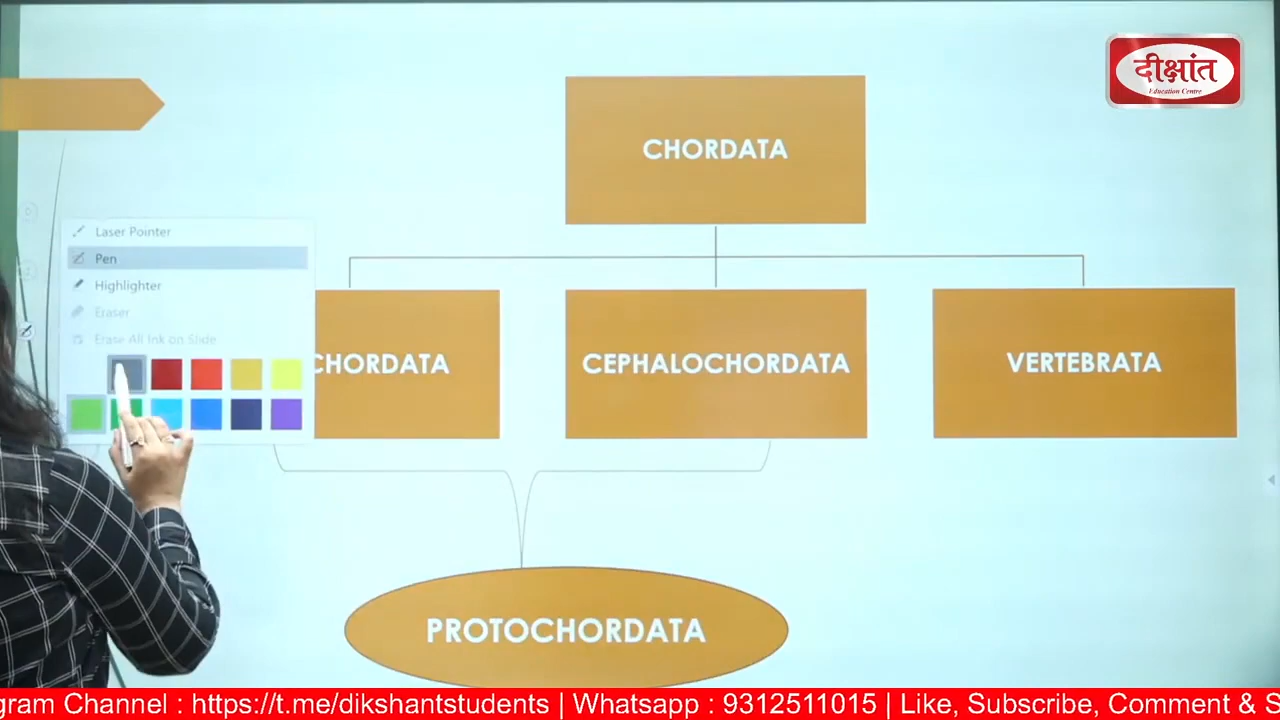 दीक्षांत
Education Centre
CHORDATA
Laser Pointer
Pen
Highlighter
Eraser
Erase All Ink on Slide
CHORDATA
CEPHALOCHORDATA
VERTEBRATA
PROTOCHORDATA
gram Channel : https://t.me/dikshantstudents | Whatsapp : 9312511015 | Like, Subscribe, Comment & S